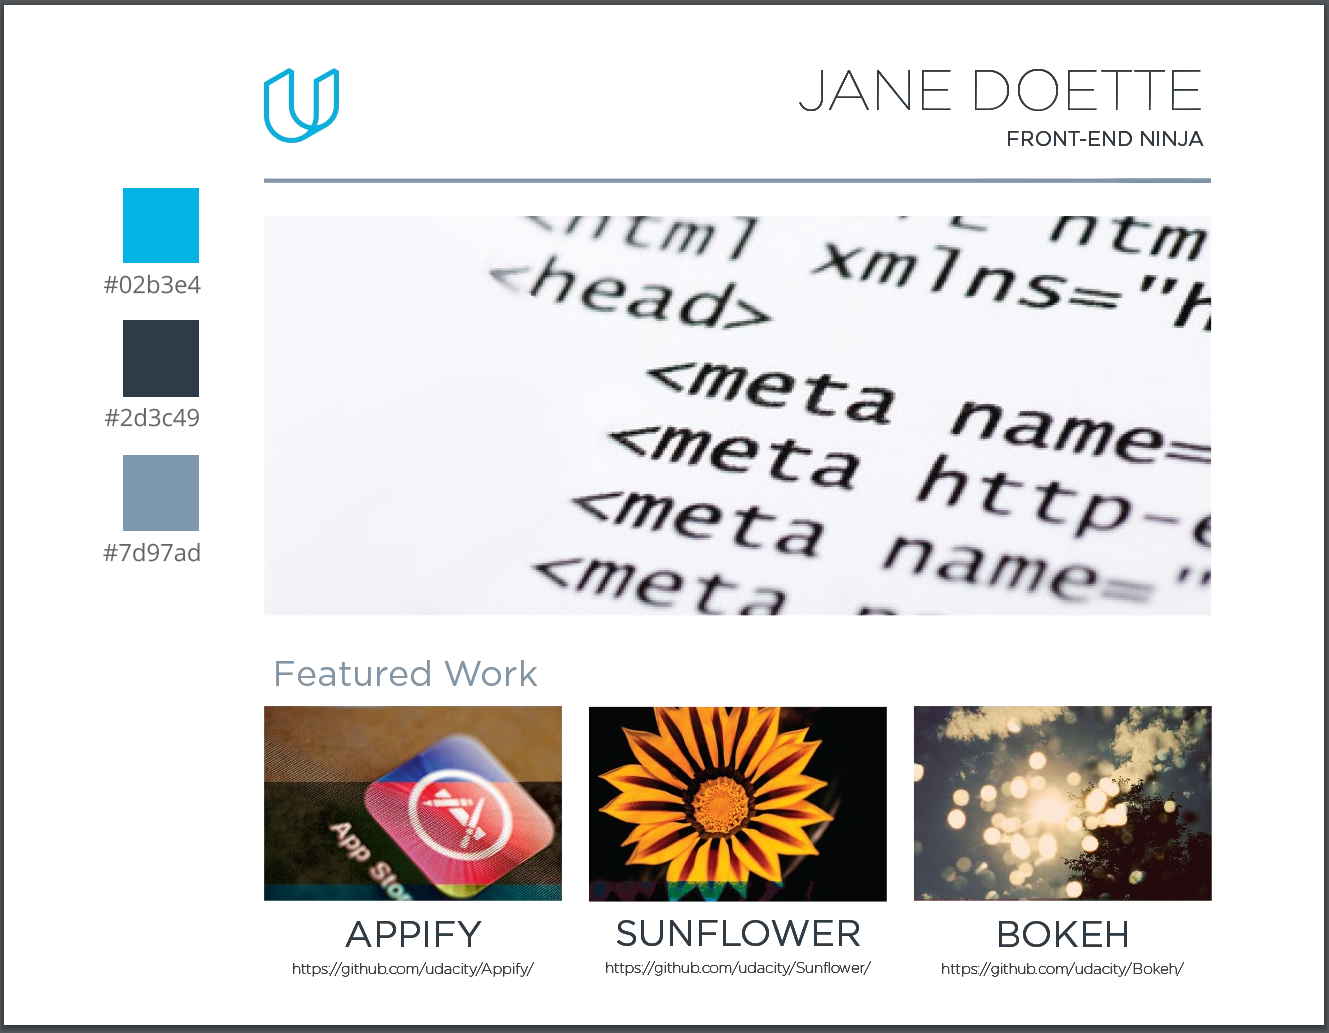 JANE DOETTE
FRONT-END NINJA
#02b3e4
#2d3c49
#7d97ad
<html
htm
<head>
xmlns="h
<meta name=
<meta http-e
<meta name="
<meta
Featured Work
App Stor
APPIFY
SUNFLOWER
BOKEH
https://github.com/udacity/Appify/
https://github.com/udacity/Sunflower/
https://github.com/udacity/Bokeh/